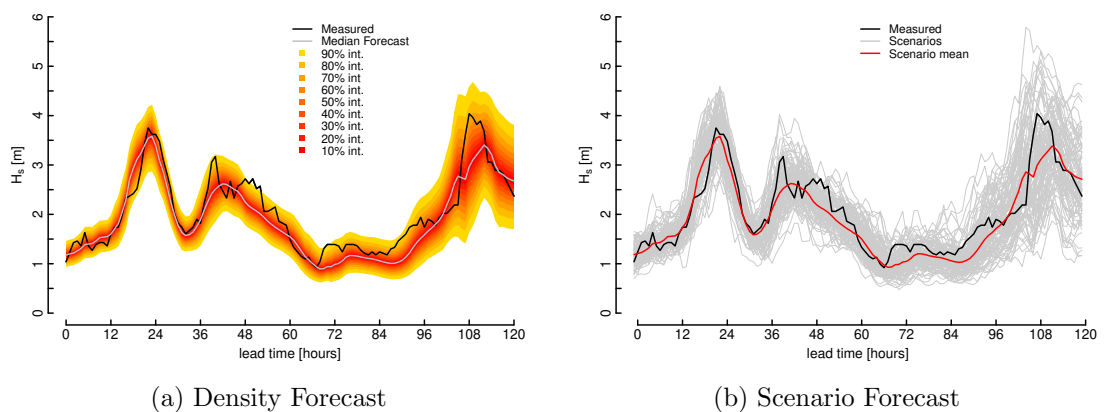 6
5
4
3
2
1
0
H_s [m]
Measured
Median Forecast
90% int.
80% int.
70% int
60% int.
50% int.
40% int.
30% int.
20% int.
10% int.
0 12 24 36 48 60 72 84 96 108 120
lead time [hours]
(a) Density Forecast
6
5
4
3
2
1
0
H_s [m]
Measured
Scenarios
Scenario mean
0 12 24 36 48 60 72 84 96 108 120
lead time [hours]
(b) Scenario Forecast